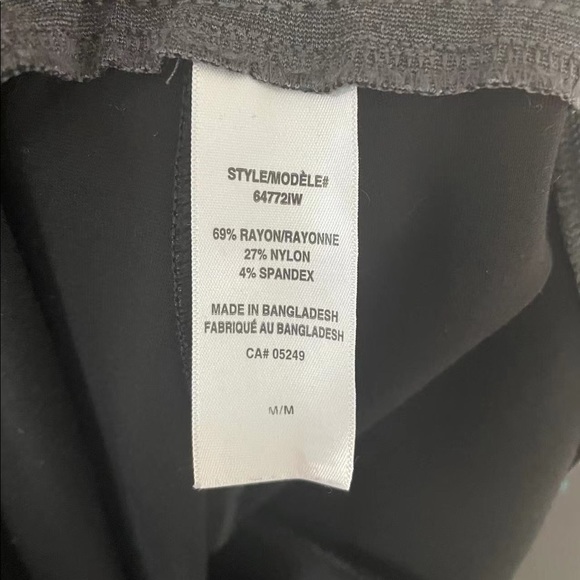 STYLE/MODÈLE#
64772IW
69% RAYON/RAYONNE
27% NYLON
4% SPANDEX
MADE IN BANGLADESH
FABRIQUÉ AU BANGLADESH
CA# 05249
M/M